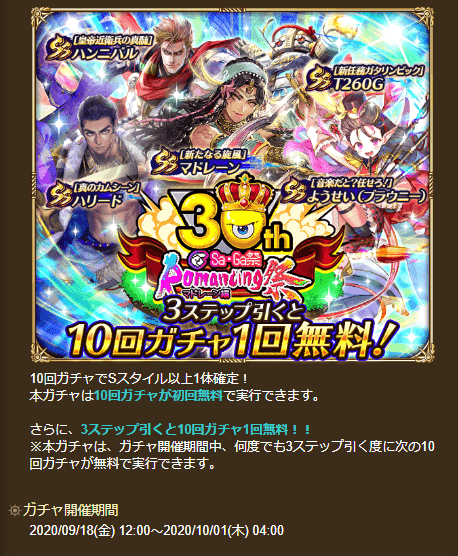 SS [皇帝近衛兵の真髄]
ハンニバル
SS [新任務ガタリンピック]
T260G
SS [新たなる旋風]
マドレーン
SS [真のカムシーン]
ハリード
SS [音楽だと?任せろ!]
ようせい(ブラウニー)
30th
Sa・Ga祭
Romancing祭
マドレーン編
3ステップ引くと
10回ガチャ1回無料!
10回ガチャでSスタイル以上1体確定!
本ガチャは10回ガチャが初回無料で実行できます。
さらに、3ステップ引くと10回ガチャ1回無料!!
※本ガチャは、ガチャ開催期間中、何度でも3ステップ引く度に次の10
回ガチャが無料で実行できます。
ガチャ開催期間
2020/09/18(金) 12:00～2020/10/01(木) 04:00